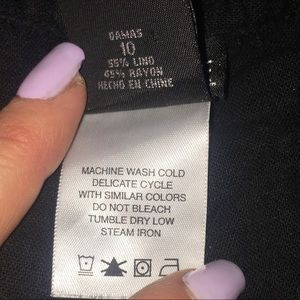 DAMAS
10
55% LINO
45% RAYON
HECHO EN CHINE
MACHINE WASH COLD
DELICATE CYCLE
WITH SIMILAR COLORS
DO NOT BLEACH
TUMBLE DRY LOW
STEAM IRON